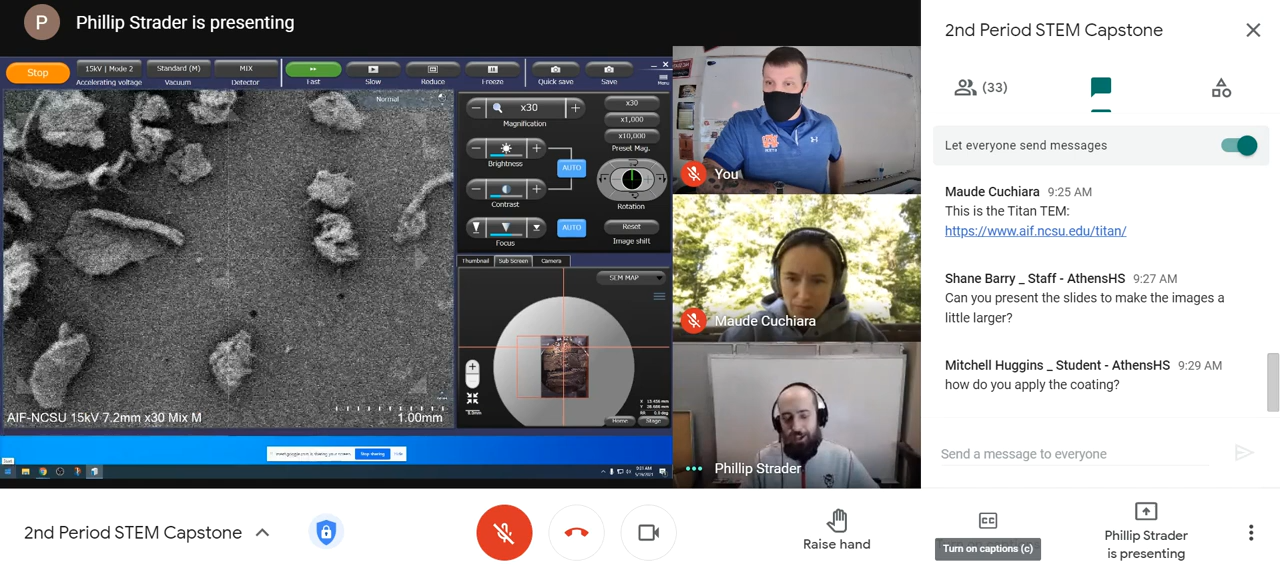 P
Phillip Strader is presenting
Stop
15kV | Mode 2
Accelerating voltage
Standard (M)
Vacuum
MIX
Detector
Fast
Slow
Reduce
Freeze
Quick save
Save
Menu
Normal
AIF-NCSU 15kV 7.2mm x30 Mix M
1.00mm
x30
Magnification
x30
x1,000
x10,000
Preset Mag.
Brightness
AUTO
Contrast
Rotation
Focus
AUTO
Reset
Image shift
Thumbnail
Sub Screen
Camera
SEM MAP
Home
Stage
Stop sharing
Hide
You
Maude Cuchiara
Phillip Strader
2nd Period STEM Capstone
(33)
Let everyone send messages
Maude Cuchiara 9:25 AM
This is the Titan TEM:
https://www.aif.ncsu.edu/titan/
Shane Barry _ Staff - AthensHS 9:27 AM
Can you present the slides to make the images a
little larger?
Mitchell Huggins _ Student - AthensHS 9:29 AM
how do you apply the coating?
Send a message to everyone
2nd Period STEM Capstone
Raise hand
CC
Turn on captions (c)
Phillip Strader
is presenting